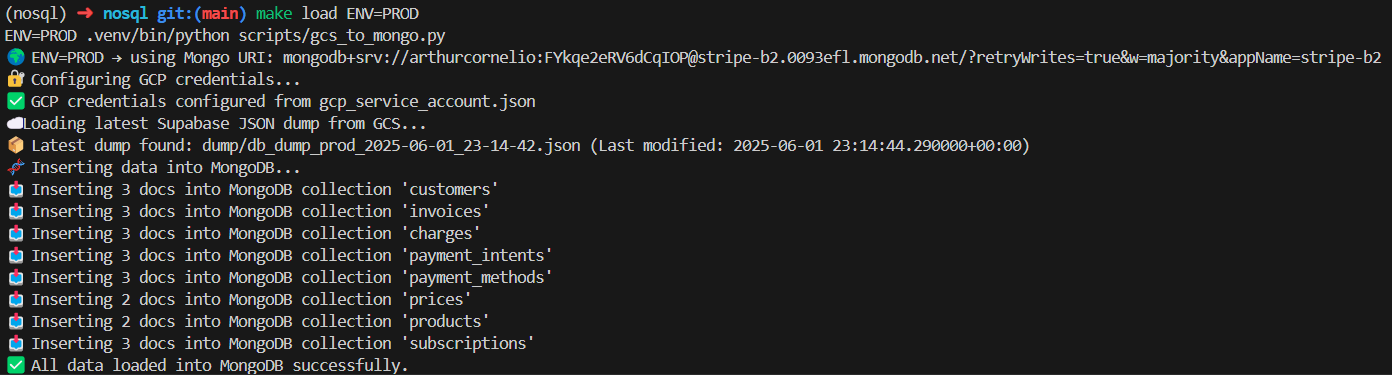 (nosql) ➜ nosql git:(main) make load ENV=PROD
ENV=PROD .venv/bin/python scripts/gcs_to_mongo.py
🌍 ENV=PROD → using Mongo URI: mongodb+srv://arthurcornelio:FYkqe2eRV6dCqIOP@stripe-b2.0093efl.mongodb.net/?retryWrites=true&w=majority&appName=stripe-b2
🔐 Configuring GCP credentials...
✅ GCP credentials configured from gcp_service_account.json
☁️Loading latest Supabase JSON dump from GCS...
📦 Latest dump found: dump/db_dump_prod_2025-06-01_23-14-42.json (Last modified: 2025-06-01 23:14:44.290000+00:00)
🧬 Inserting data into MongoDB...
📥 Inserting 3 docs into MongoDB collection 'customers'
📥 Inserting 3 docs into MongoDB collection 'invoices'
📥 Inserting 3 docs into MongoDB collection 'charges'
📥 Inserting 3 docs into MongoDB collection 'payment_intents'
📥 Inserting 3 docs into MongoDB collection 'payment_methods'
📥 Inserting 2 docs into MongoDB collection 'prices'
📥 Inserting 2 docs into MongoDB collection 'products'
📥 Inserting 3 docs into MongoDB collection 'subscriptions'
✅ All data loaded into MongoDB successfully.